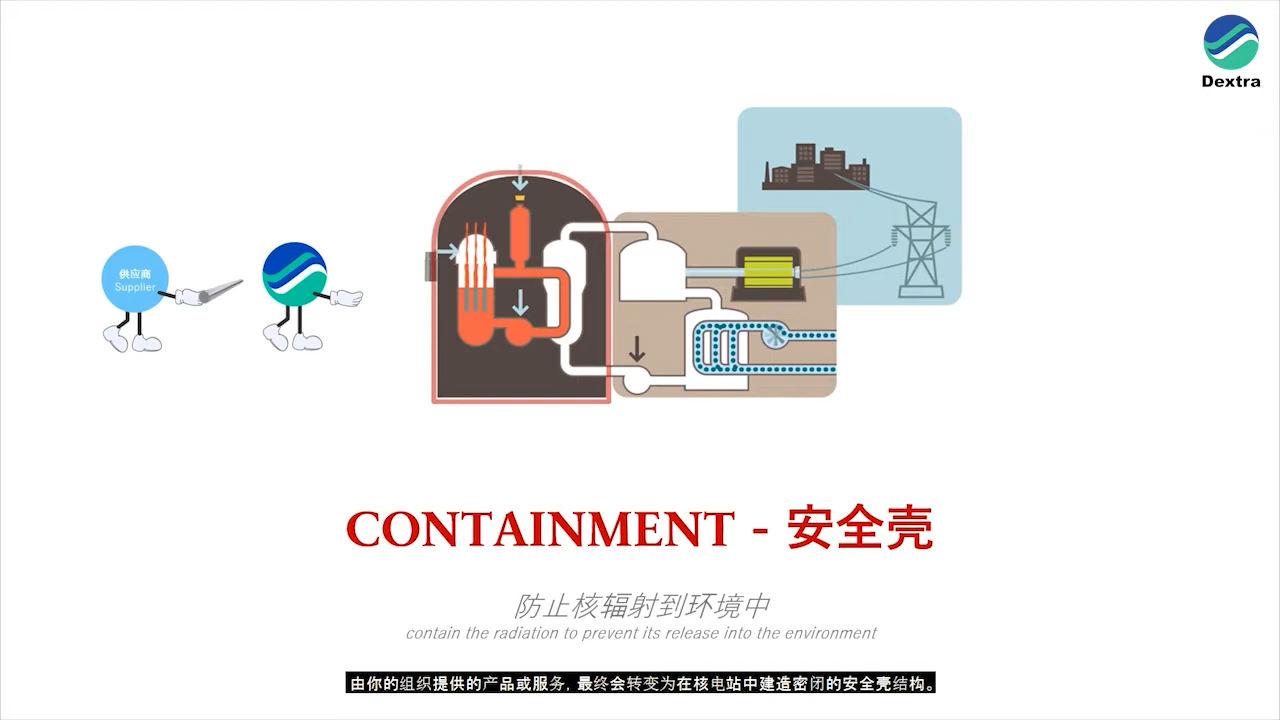 Dextra
供应商
Supplier
CONTAINMENT - 安全壳
防止核辐射到环境中
contain the radiation to prevent its release into the environment
由你的组织提供的产品或服务, 最终会转变为在核电站中建造密闭的安全壳结构。